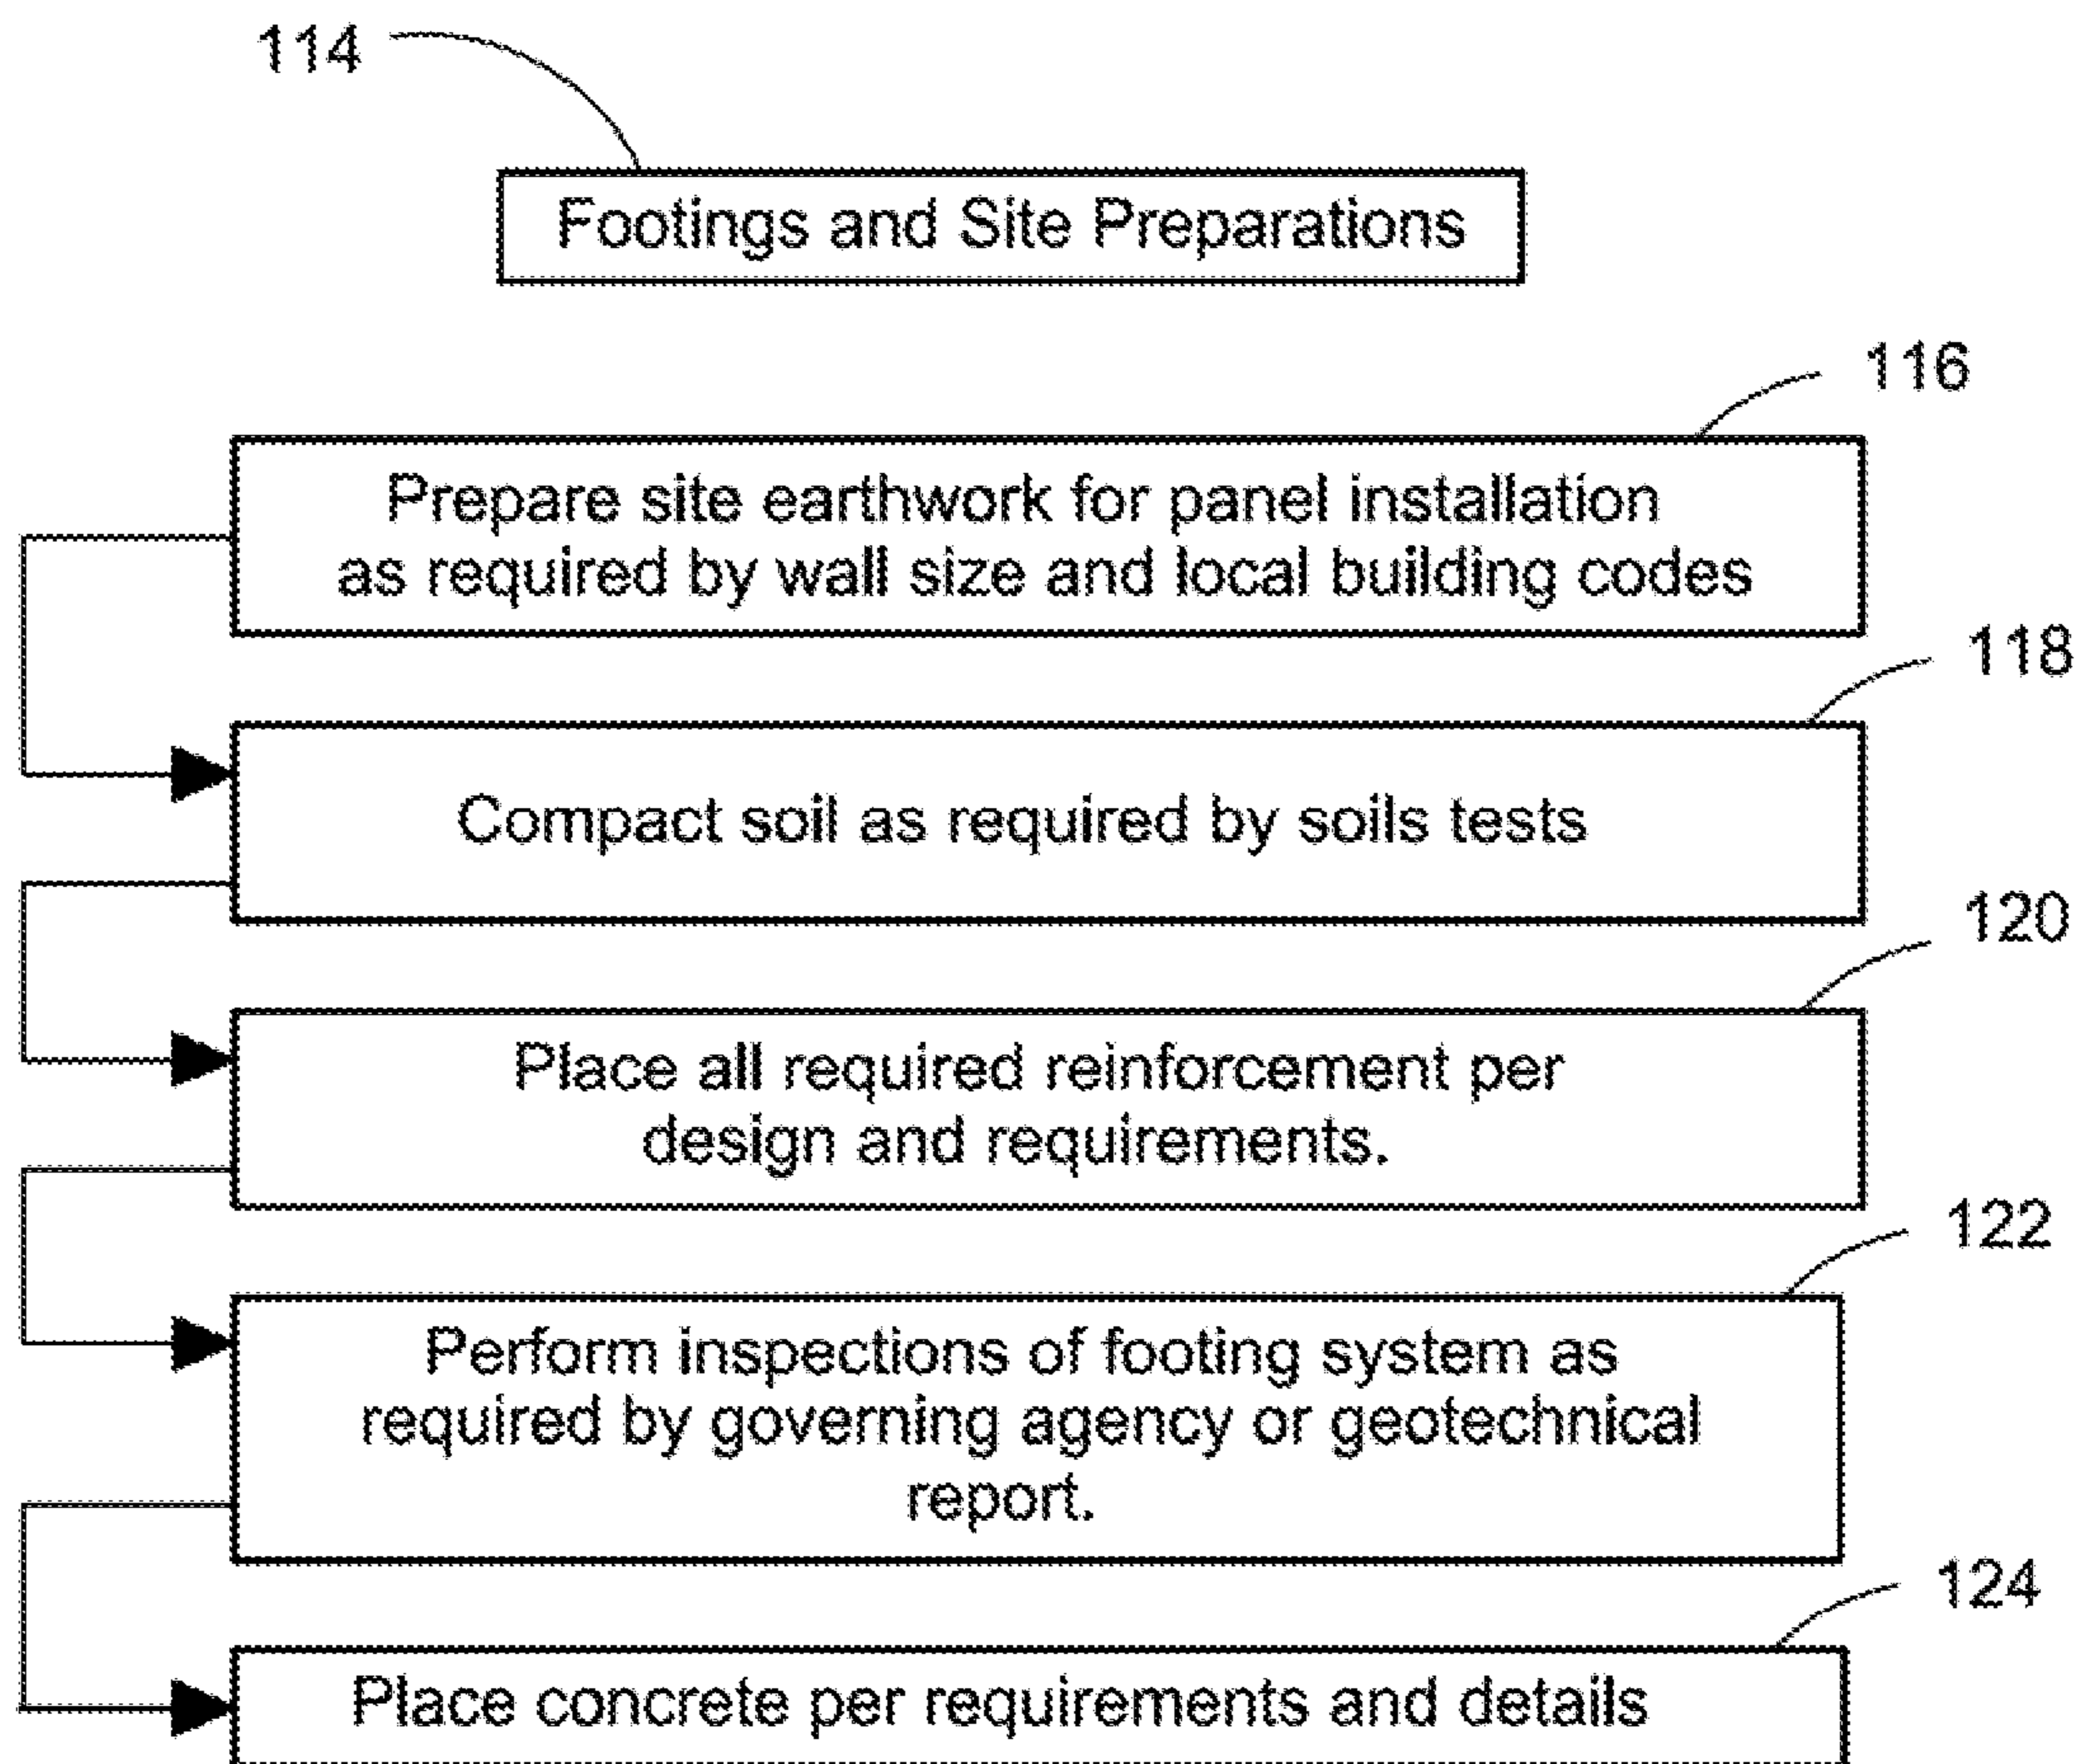 114
Footings and Site Preparations
116
Prepare site earthwork for panel installation
as required by wall size and local building codes
118
Compact soil as required by soils tests
120
Place all required reinforcement per
design and requirements.
122
Perform inspections of footing system as
required by governing agency or geotechnical
report.
124
Place concrete per requirements and details